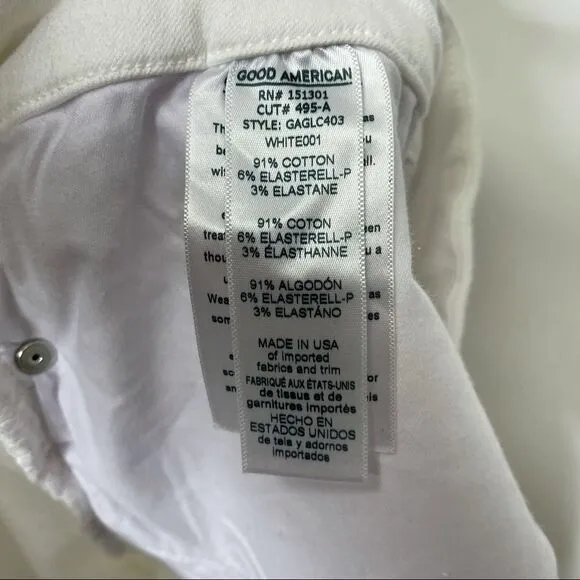 GOOD AMERICAN
RN# 151301
CUT# 495-A
STYLE: GAGLC403
WHITE001
91% COTTON
6% ELASTERELL-P
3% ELASTANE
91% COTON
6% ELASTERELL-P
3% ÉLASTHANNE
91% ALGODÓN
6% ELASTERELL-P
3% ELASTÁNO
MADE IN USA
of imported
fabrics and trim
FABRIQUÉ AUX ÉTATS-UNIS
de tissus et de
garnitures importés
HECHO EN
ESTADOS UNIDOS
de tela y adornos
importados